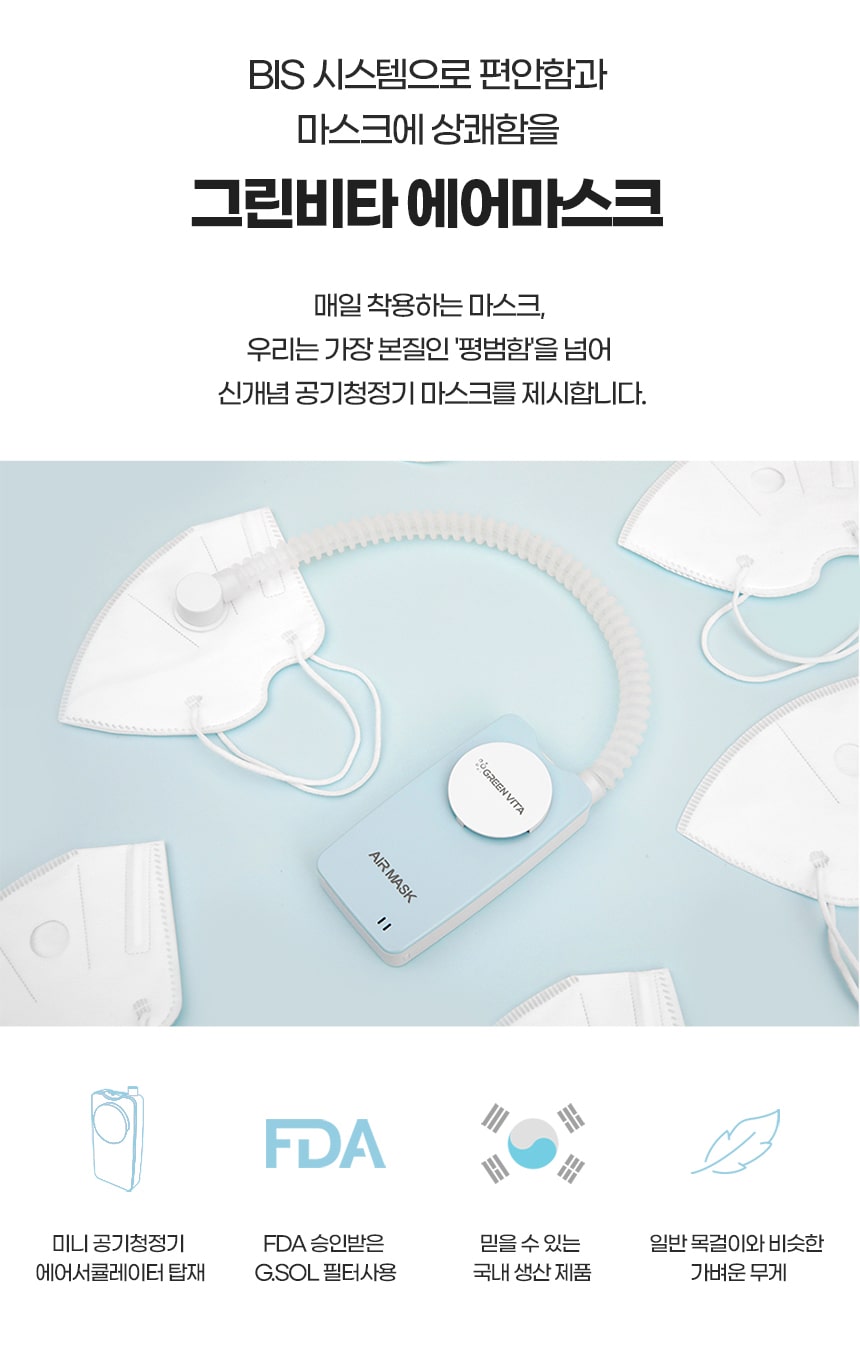 BIS 시스템으로 편안함과
마스크에 상쾌함을
그린비타 에어마스크
매일 착용하는 마스크,
우리는 가장 본질인 '평범함'을 넘어
신개념 공기청정기 마스크를 제시합니다.
GREEN VITA
AIR MASK
FDA
미니 공기청정기
에어서큘레이터 탑재
FDA 승인받은
G.SOL 필터사용
믿을 수 있는
국내 생산 제품
일반 목걸이와 비슷한
가벼운 무게